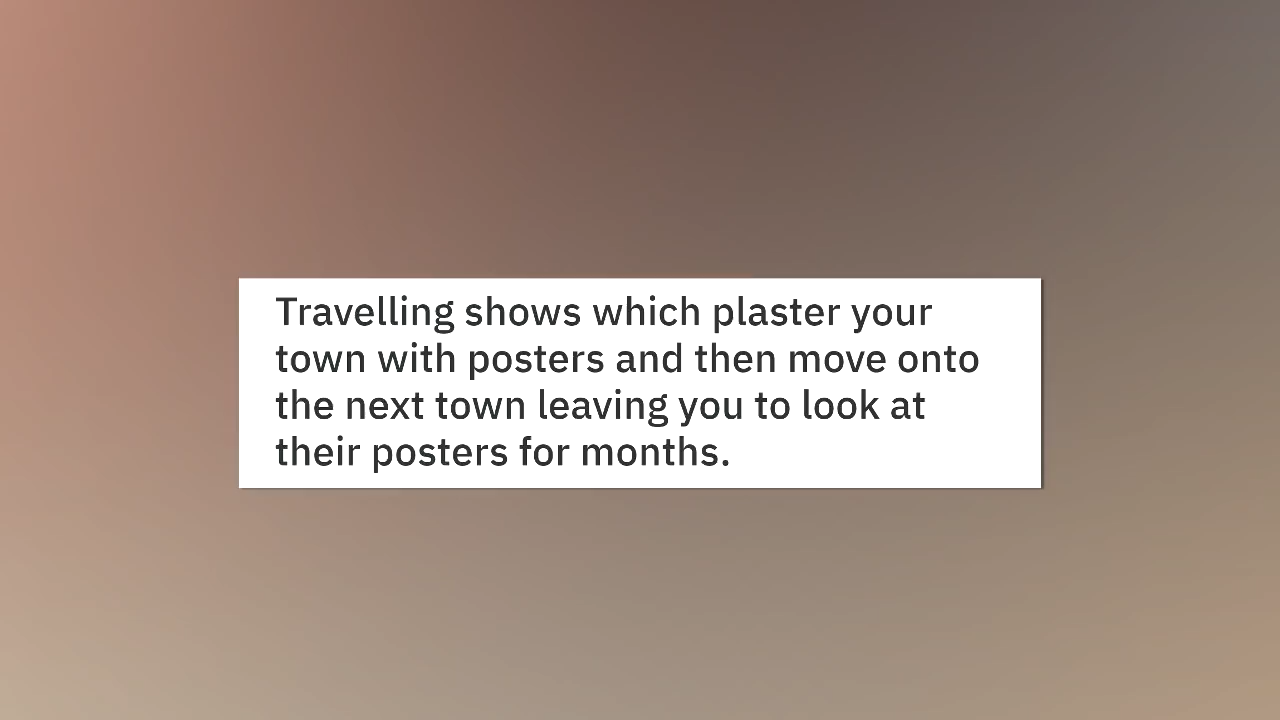 Travelling shows which plaster your
town with posters and then move onto
the next town leaving you to look at
their posters for months.